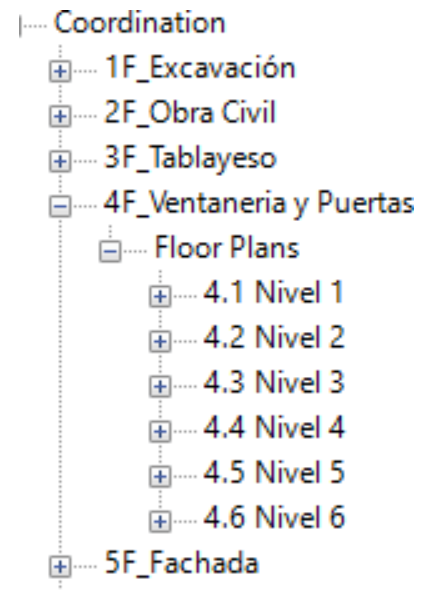 Coordination
1F_Excavación
2F_Obra Civil
3F_Tablayeso
4F_Ventaneria y Puertas
Floor Plans
4.1 Nivel 1
4.2 Nivel 2
4.3 Nivel 3
4.4 Nivel 4
4.5 Nivel 5
4.6 Nivel 6
5F_Fachada